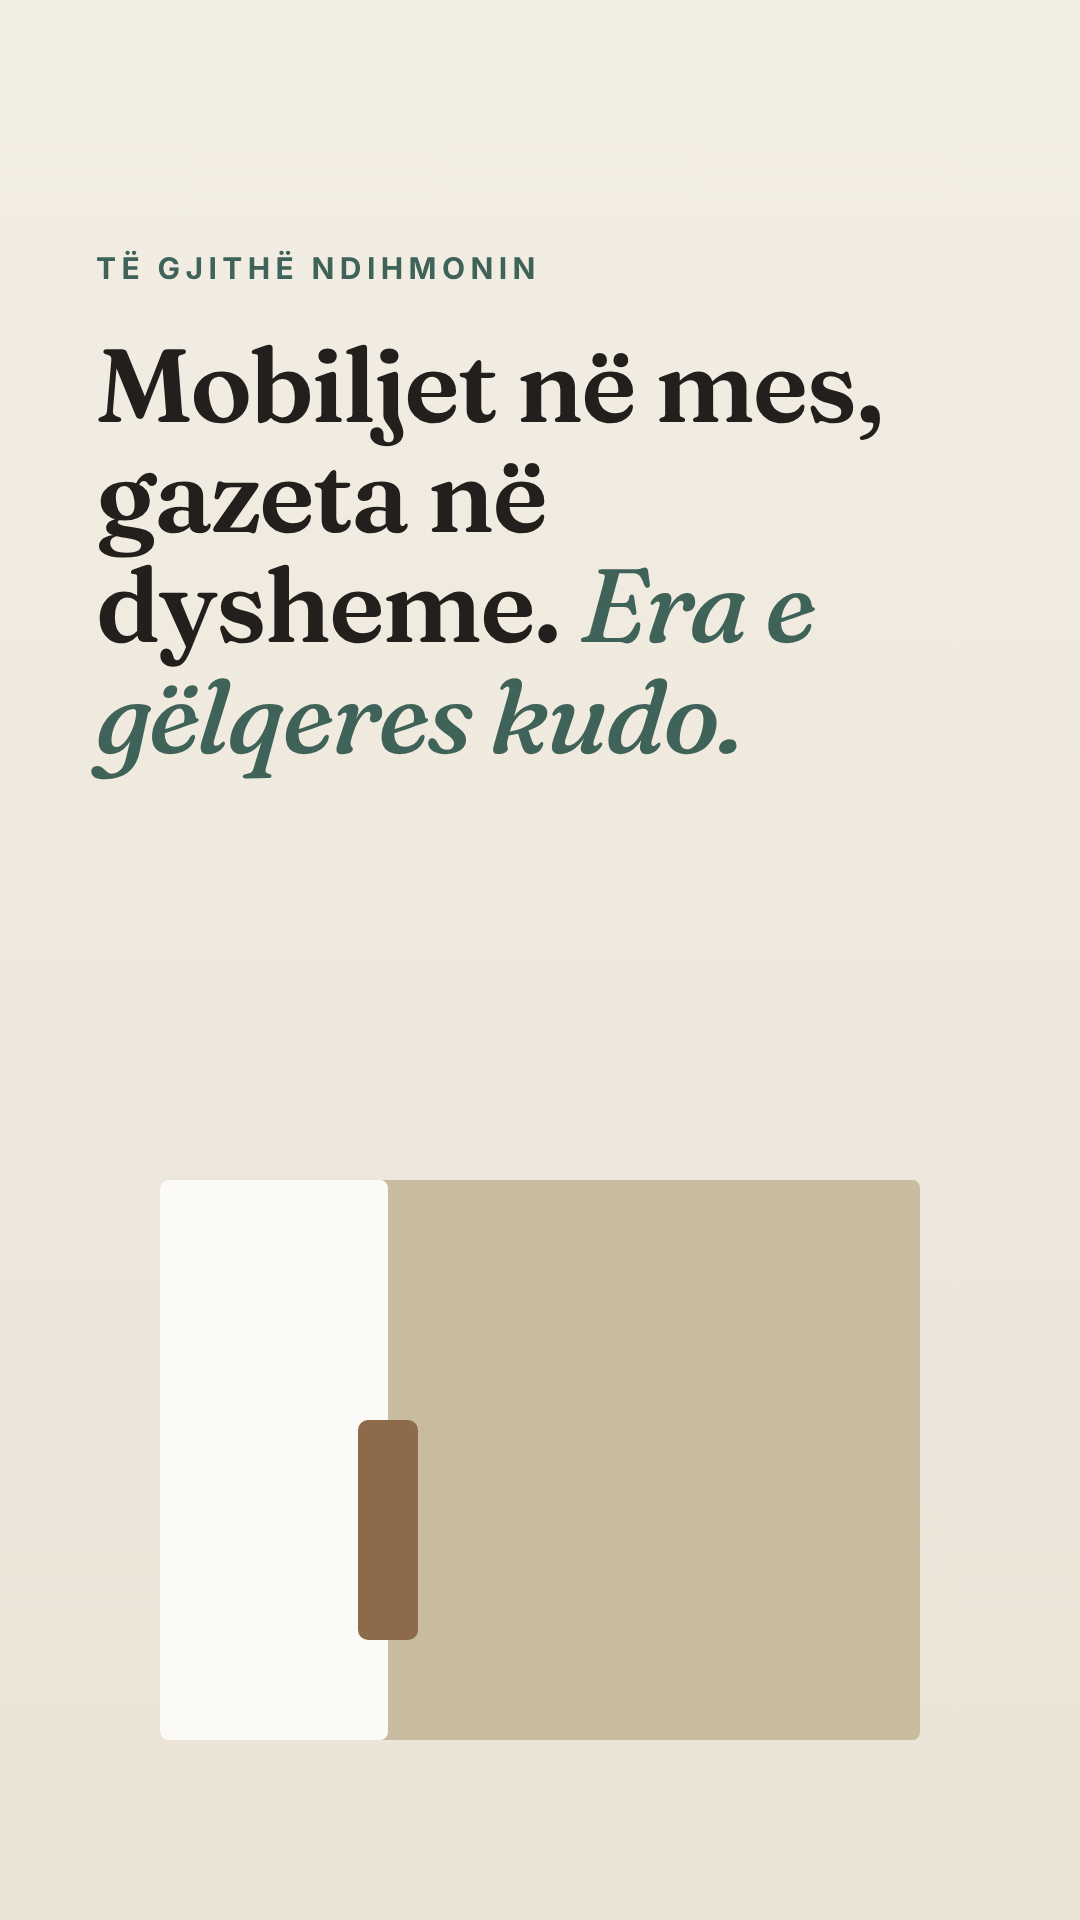 TË GJITHË NDIHMONIN
Mobiljet në mes,
gazeta në
dysheme. Era e
gëlqeres kudo.